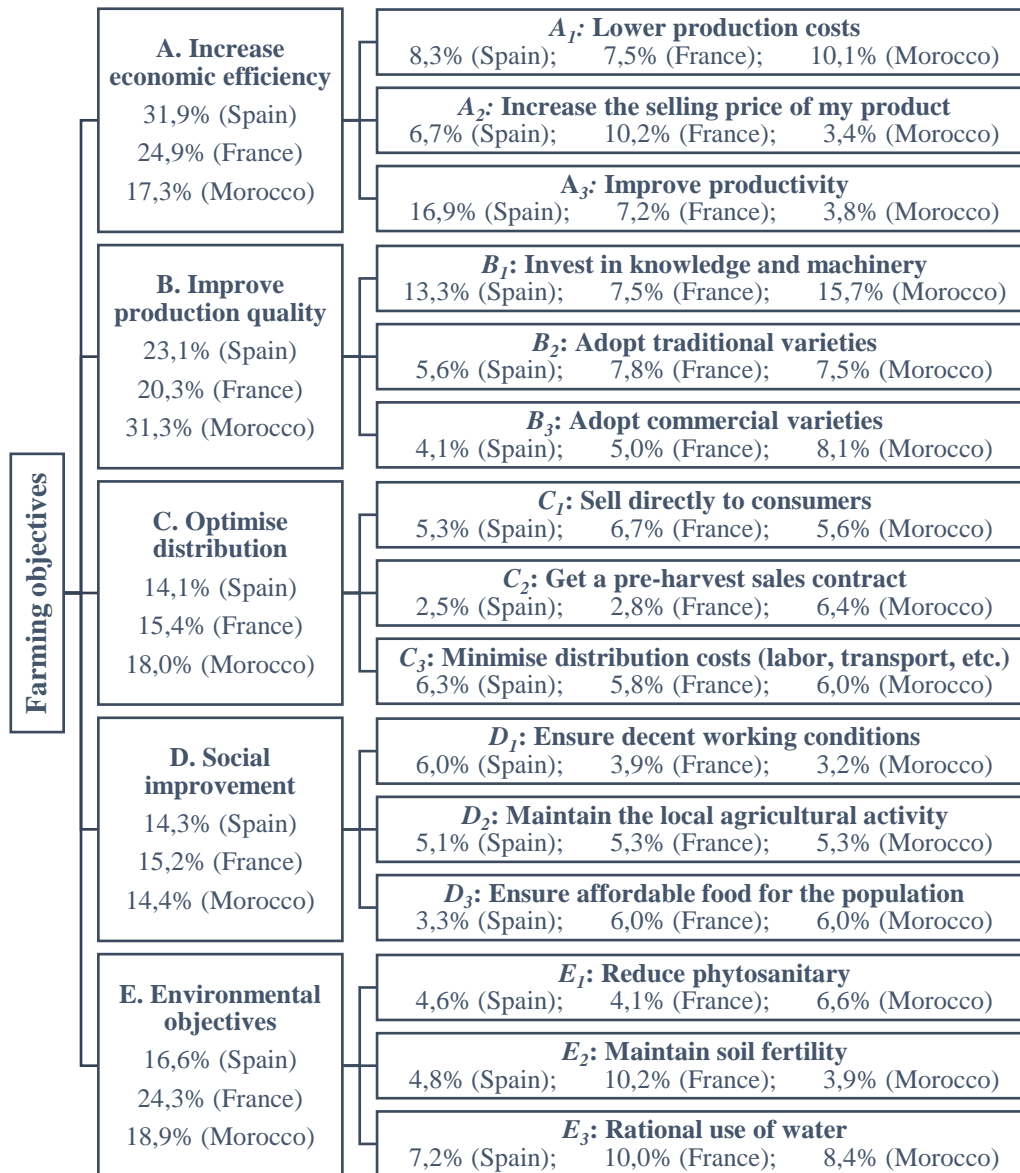 Farming objectives
A. Increase
economic efficiency
31,9% (Spain)
24,9% (France)
17,3% (Morocco)
A1: Lower production costs
8,3% (Spain); 7,5% (France); 10,1% (Morocco)
A2: Increase the selling price of my product
6,7% (Spain); 10,2% (France); 3,4% (Morocco)
A3: Improve productivity
16,9% (Spain); 7,2% (France); 3,8% (Morocco)
B. Improve
production quality
23,1% (Spain)
20,3% (France)
31,3% (Morocco)
B1: Invest in knowledge and machinery
13,3% (Spain); 7,5% (France); 15,7% (Morocco)
B2: Adopt traditional varieties
5,6% (Spain); 7,8% (France); 7,5% (Morocco)
B3: Adopt commercial varieties
4,1% (Spain); 5,0% (France); 8,1% (Morocco)
C. Optimise
distribution
14,1% (Spain)
15,4% (France)
18,0% (Morocco)
C1: Sell directly to consumers
5,3% (Spain); 6,7% (France); 5,6% (Morocco)
C2: Get a pre-harvest sales contract
2,5% (Spain); 2,8% (France); 6,4% (Morocco)
C3: Minimise distribution costs (labor, transport, etc.)
6,3% (Spain); 5,8% (France); 6,0% (Morocco)
D. Social
improvement
14,3% (Spain)
15,2% (France)
14,4% (Morocco)
D1: Ensure decent working conditions
6,0% (Spain); 3,9% (France); 3,2% (Morocco)
D2: Maintain the local agricultural activity
5,1% (Spain); 5,3% (France); 5,3% (Morocco)
D3: Ensure affordable food for the population
3,3% (Spain); 6,0% (France); 6,0% (Morocco)
E. Environmental
objectives
16,6% (Spain)
24,3% (France)
18,9% (Morocco)
E1: Reduce phytosanitary
4,6% (Spain); 4,1% (France); 6,6% (Morocco)
E2: Maintain soil fertility
4,8% (Spain); 10,2% (France); 3,9% (Morocco)
E3: Rational use of water
7,2% (Spain); 10,0% (France); 8,4% (Morocco)